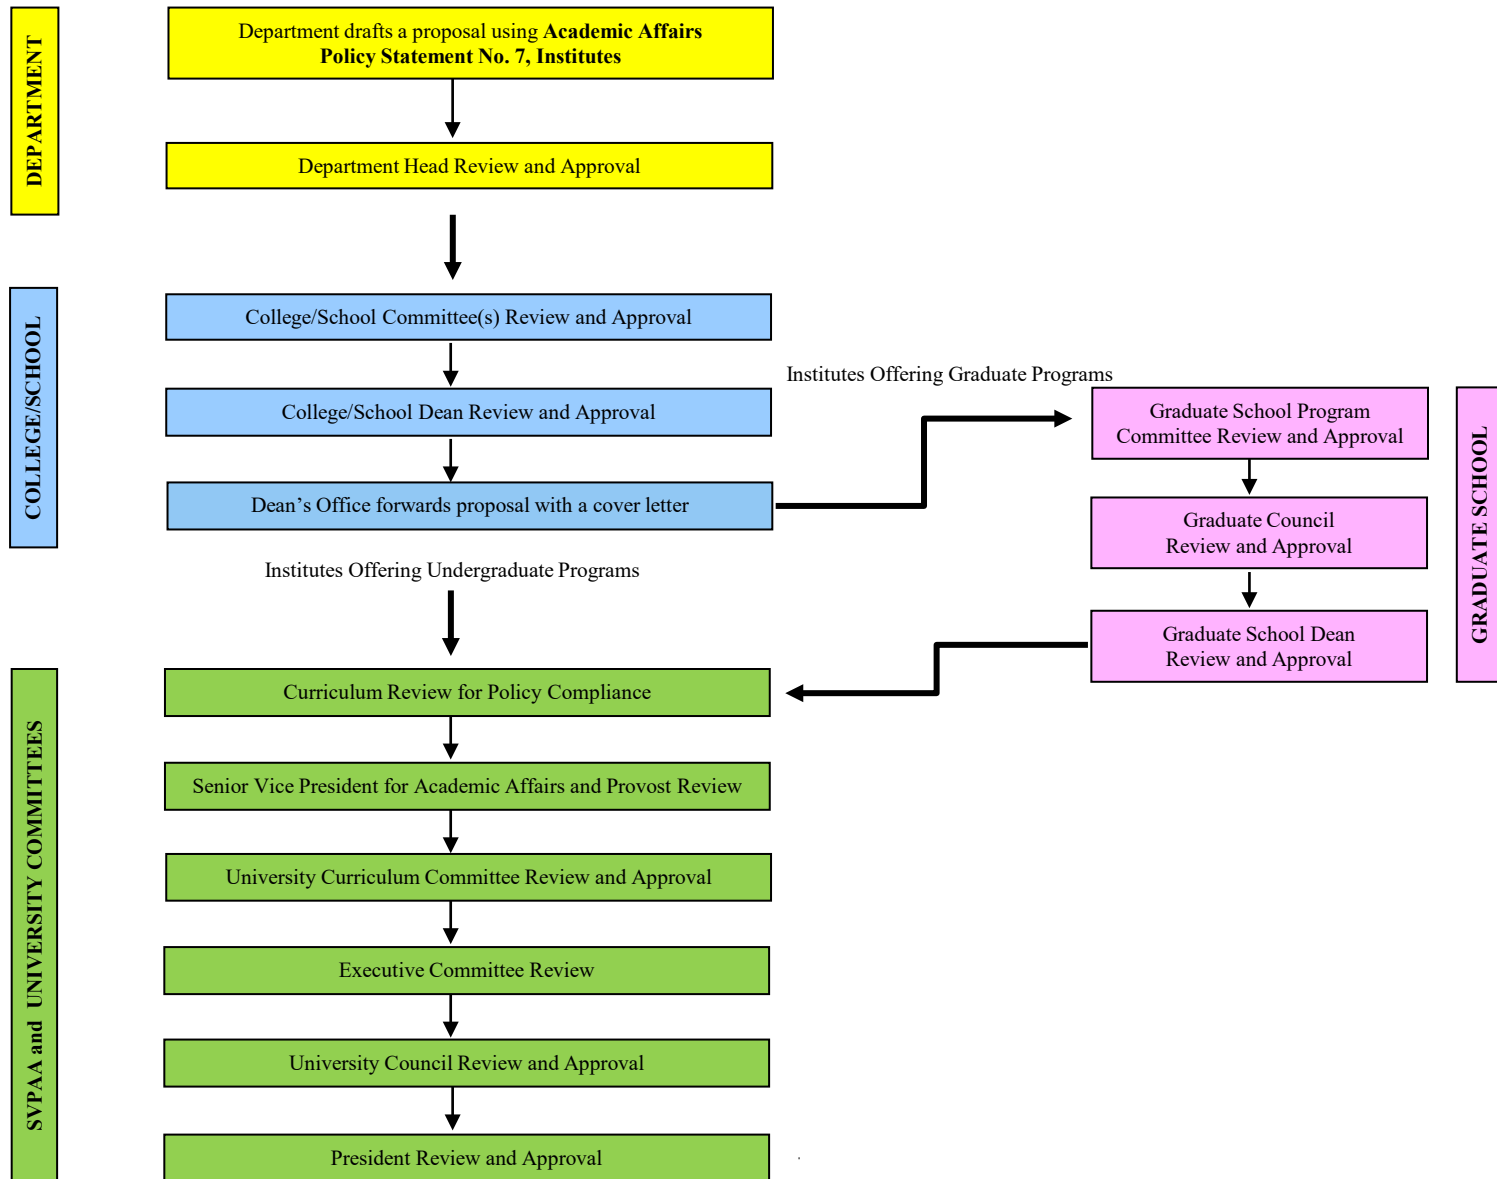 DEPARTMENT
Department drafts a proposal using Academic Affairs
Policy Statement No. 7, Institutes
Department Head Review and Approval
COLLEGE/SCHOOL
College/School Committee(s) Review and Approval
College/School Dean Review and Approval
Dean’s Office forwards proposal with a cover letter
Institutes Offering Graduate Programs
GRADUATE SCHOOL
Graduate School Program
Committee Review and Approval
Graduate Council
Review and Approval
Graduate School Dean
Review and Approval
Institutes Offering Undergraduate Programs
SVPAA and UNIVERSITY COMMITTEES
Curriculum Review for Policy Compliance
Senior Vice President for Academic Affairs and Provost Review
University Curriculum Committee Review and Approval
Executive Committee Review
University Council Review and Approval
President Review and Approval